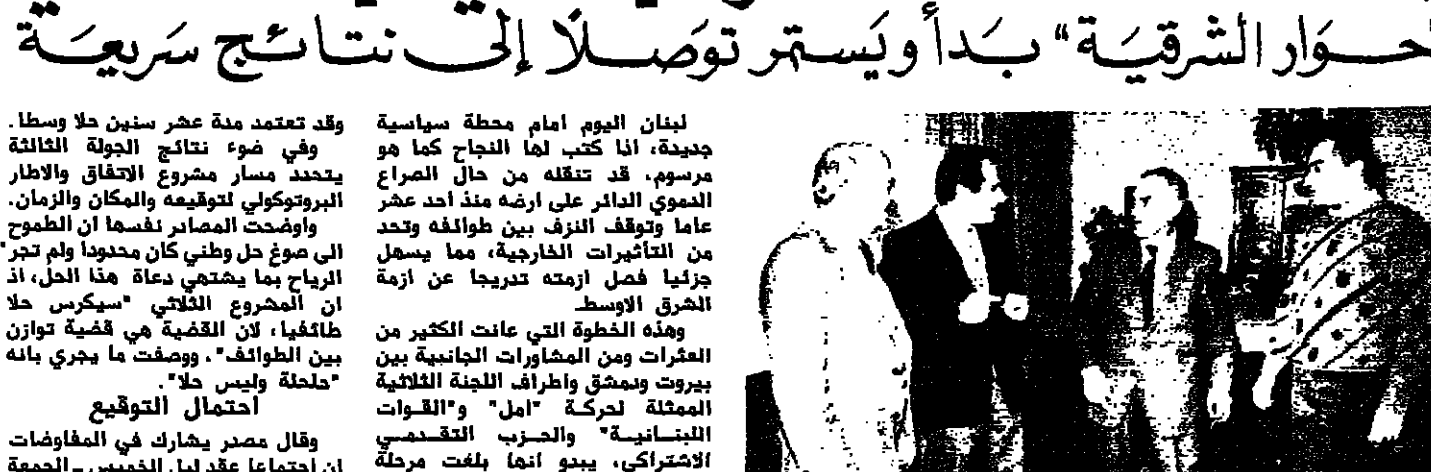 حوار الشرقية" بدأ ويستمر توصلا إلى نتائج سريعة
لبنان اليوم امام محطة سياسية
جديدة، اذا كتب لها النجاح كما هو
مرسوم، قد تنقله من حال الصراع
الدموي الدائر على ارضه منذ احد عشر
عاما وتوقف النزف بين طوائفه وتحد
من التأثيرات الخارجية، مما يسهل
جزئيا فصل ازمته تدريجا عن ازمة
الشرق الاوسط.
وهذه الخطوة التي عانت الكثير من
العثرات ومن المشاورات الجانبية بين
بيروت ودمشق واطراف اللجنة الثلاثية
الممثلة لحركة "امل" و"القوات
اللبنانية" والحزب التقدمي
الاشتراكي، يبدو انها بلغت مرحلة
وقد تعتمد مدة عشر سنين حلا وسطا.
وفي ضوء نتائج الجولة الثالثة
يتحدد مسار مشروع الاتفاق والاطار
البروتوكولي لتوقيعه والمكان والزمان.
واوضحت المصادر نفسها ان الطموح
الى صوغ حل وطني كان محدودا ولم تجر
الرياح بما يشتهي دعاة هذا الحل، اذ
ان المشروع الثلاثي "سيكرس حلا
طائفيا، لان القضية هي قضية توازن
بين الطوائف". ووصفت ما يجري بانه
"حلحلة وليس حلا".
احتمال التوقيع
وقال مصدر يشارك في المفاوضات
ان اجتماعا عقد ليل الخميس - الجمعة